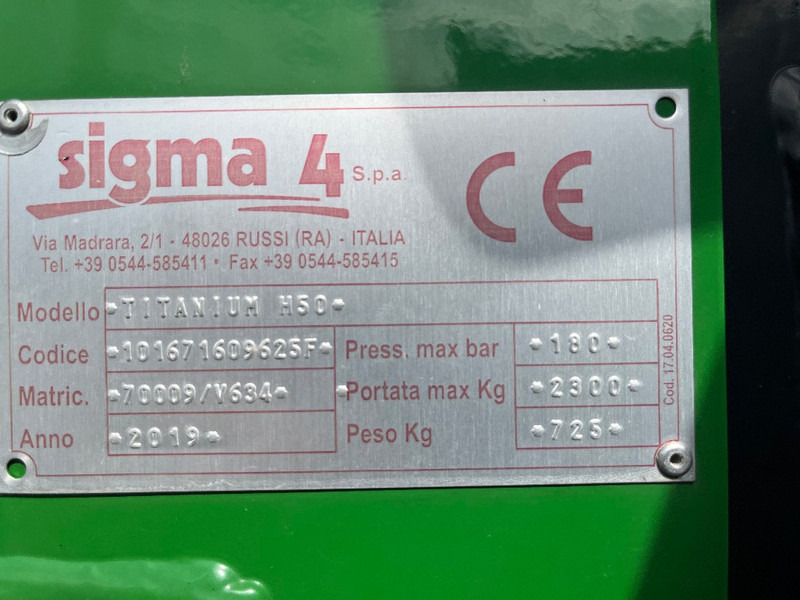 sigma 4 S.p.a.
CE
Via Madrara, 2/1 - 48026 RUSSI (RA) - ITALIA
Tel. +39 0544-585411 • Fax +39 0544-585415
Modello *TITANIUM H50*
Codice *101671609625F* Press. max bar *180*
Matric. *70009/V634* *Portata max Kg *2300*
Anno *2019* Peso Kg *725*
Cod. 17.04.0620